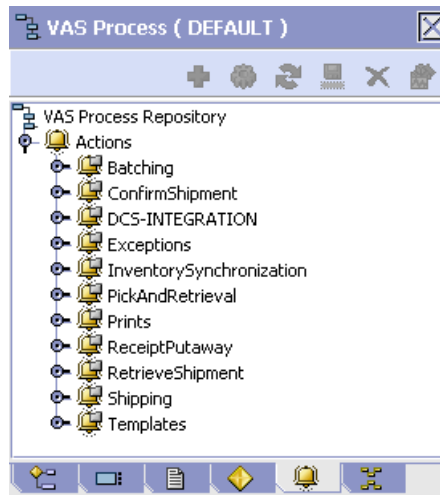 VAS Process ( DEFAULT )
VAS Process Repository
Actions
Batching
ConfirmShipment
DCS-INTEGRATION
Exceptions
InventorySynchronization
PickAndRetrieval
Prints
ReceiptPutaway
RetrieveShipment
Shipping
Templates